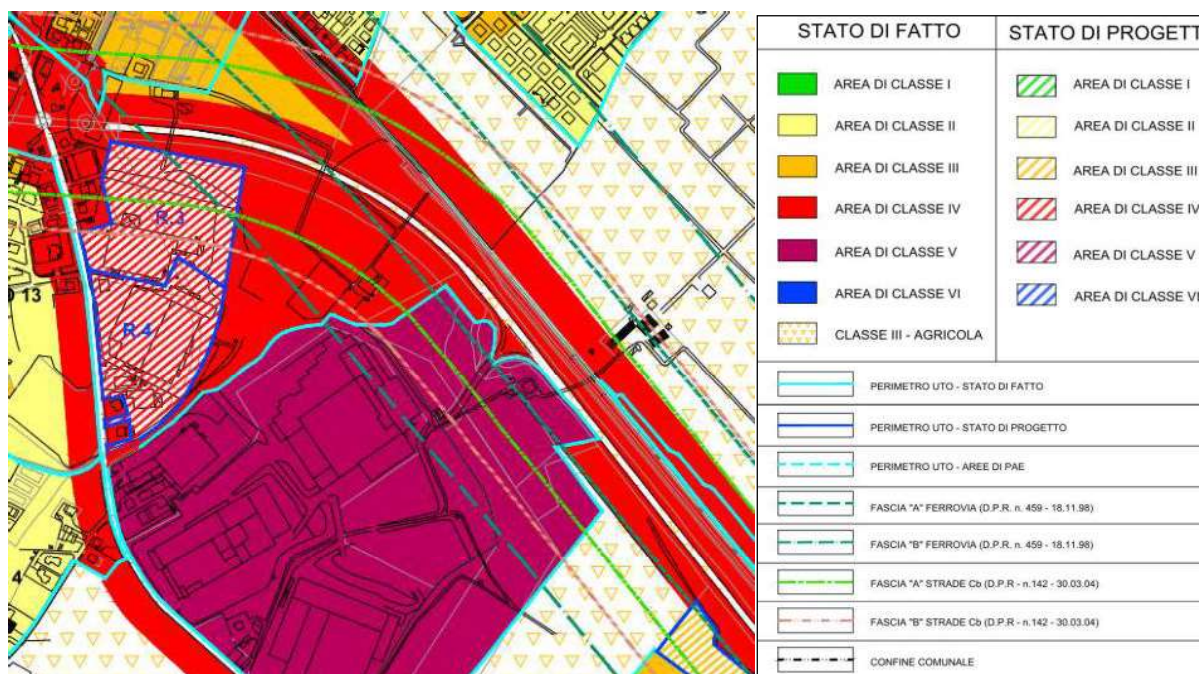 R.3
R.4
13
4
STATO DI FATTO
STATO DI PROGETT
AREA DI CLASSE I
AREA DI CLASSE I
AREA DI CLASSE II
AREA DI CLASSE II
AREA DI CLASSE III
AREA DI CLASSE III
AREA DI CLASSE IV
AREA DI CLASSE IV
AREA DI CLASSE V
AREA DI CLASSE V
AREA DI CLASSE VI
AREA DI CLASSE VI
CLASSE III - AGRICOLA
PERIMETRO UTO - STATO DI FATTO
PERIMETRO UTO - STATO DI PROGETTO
PERIMETRO UTO - AREE DI PAE
FASCIA "A" FERROVIA (D.P.R. n. 459 - 18.11.98)
FASCIA "B" FERROVIA (D.P.R. n. 459 - 18.11.98)
FASCIA "A" STRADE Cb (D.P.R - n.142 - 30.03.04)
FASCIA "B" STRADE Cb (D.P.R - n.142 - 30.03.04)
CONFINE COMUNALE